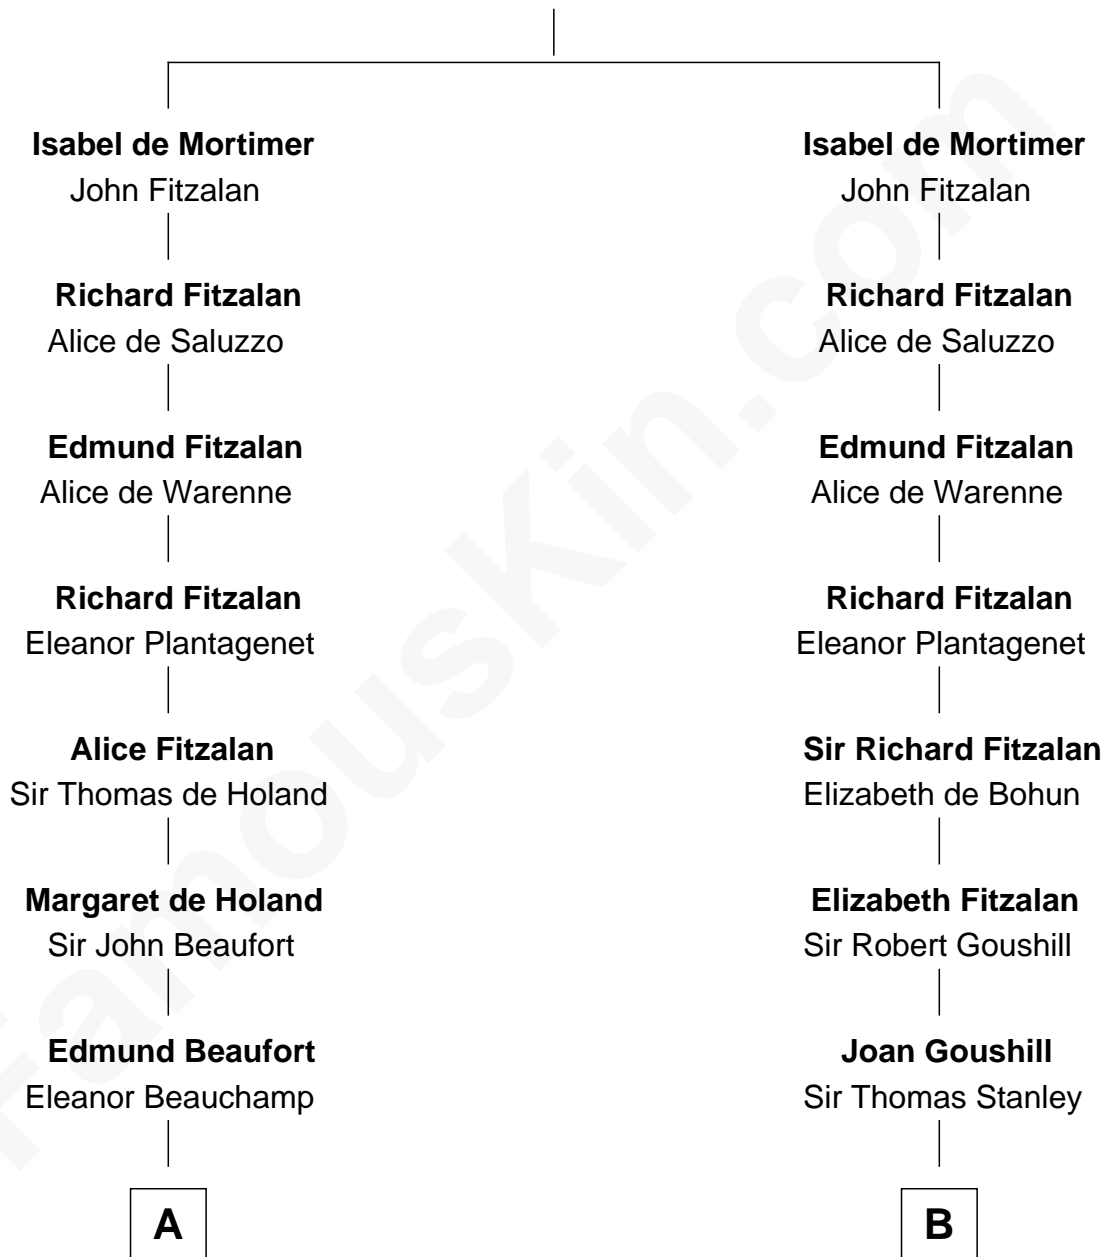 Isabel de Mortimer
John Fitzalan
Richard Fitzalan
Alice de Saluzzo
Edmund Fitzalan
Alice de Warenne
Richard Fitzalan
Eleanor Plantagenet
Alice Fitzalan
Sir Thomas de Holand
Margaret de Holand
Sir John Beaufort
Edmund Beaufort
Eleanor Beauchamp
A
Isabel de Mortimer
John Fitzalan
Richard Fitzalan
Alice de Saluzzo
Edmund Fitzalan
Alice de Warenne
Richard Fitzalan
Eleanor Plantagenet
Sir Richard Fitzalan
Elizabeth de Bohun
Elizabeth Fitzalan
Sir Robert Goushill
Joan Goushill
Sir Thomas Stanley
B
FamousKin.com